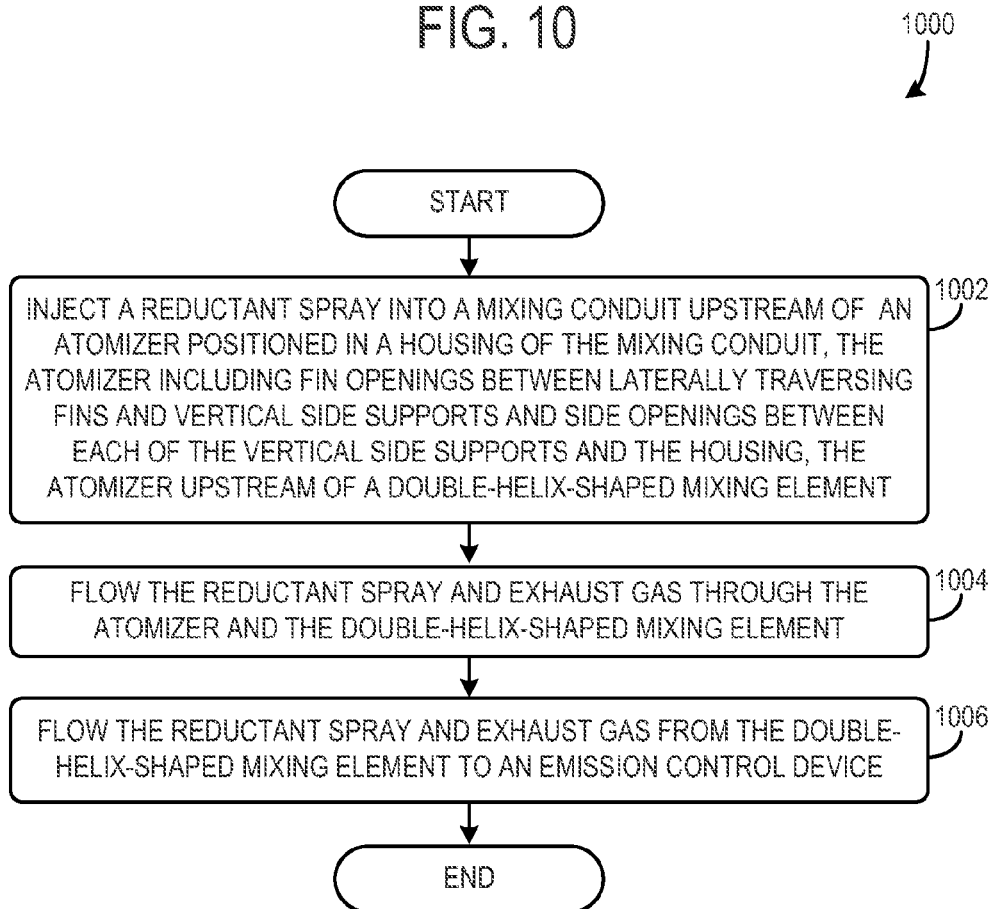 FIG. 10
1000
START
INJECT A REDUCTANT SPRAY INTO A MIXING CONDUIT UPSTREAM OF AN
ATOMIZER POSITIONED IN A HOUSING OF THE MIXING CONDUIT, THE
ATOMIZER INCLUDING FIN OPENINGS BETWEEN LATERALLY TRAVERSING
FINS AND VERTICAL SIDE SUPPORTS AND SIDE OPENINGS BETWEEN
EACH OF THE VERTICAL SIDE SUPPORTS AND THE HOUSING, THE
ATOMIZER UPSTREAM OF A DOUBLE-HELIX-SHAPED MIXING ELEMENT
1002
FLOW THE REDUCTANT SPRAY AND EXHAUST GAS THROUGH THE
ATOMIZER AND THE DOUBLE-HELIX-SHAPED MIXING ELEMENT
1004
FLOW THE REDUCTANT SPRAY AND EXHAUST GAS FROM THE DOUBLE-
HELIX-SHAPED MIXING ELEMENT TO AN EMISSION CONTROL DEVICE
1006
END